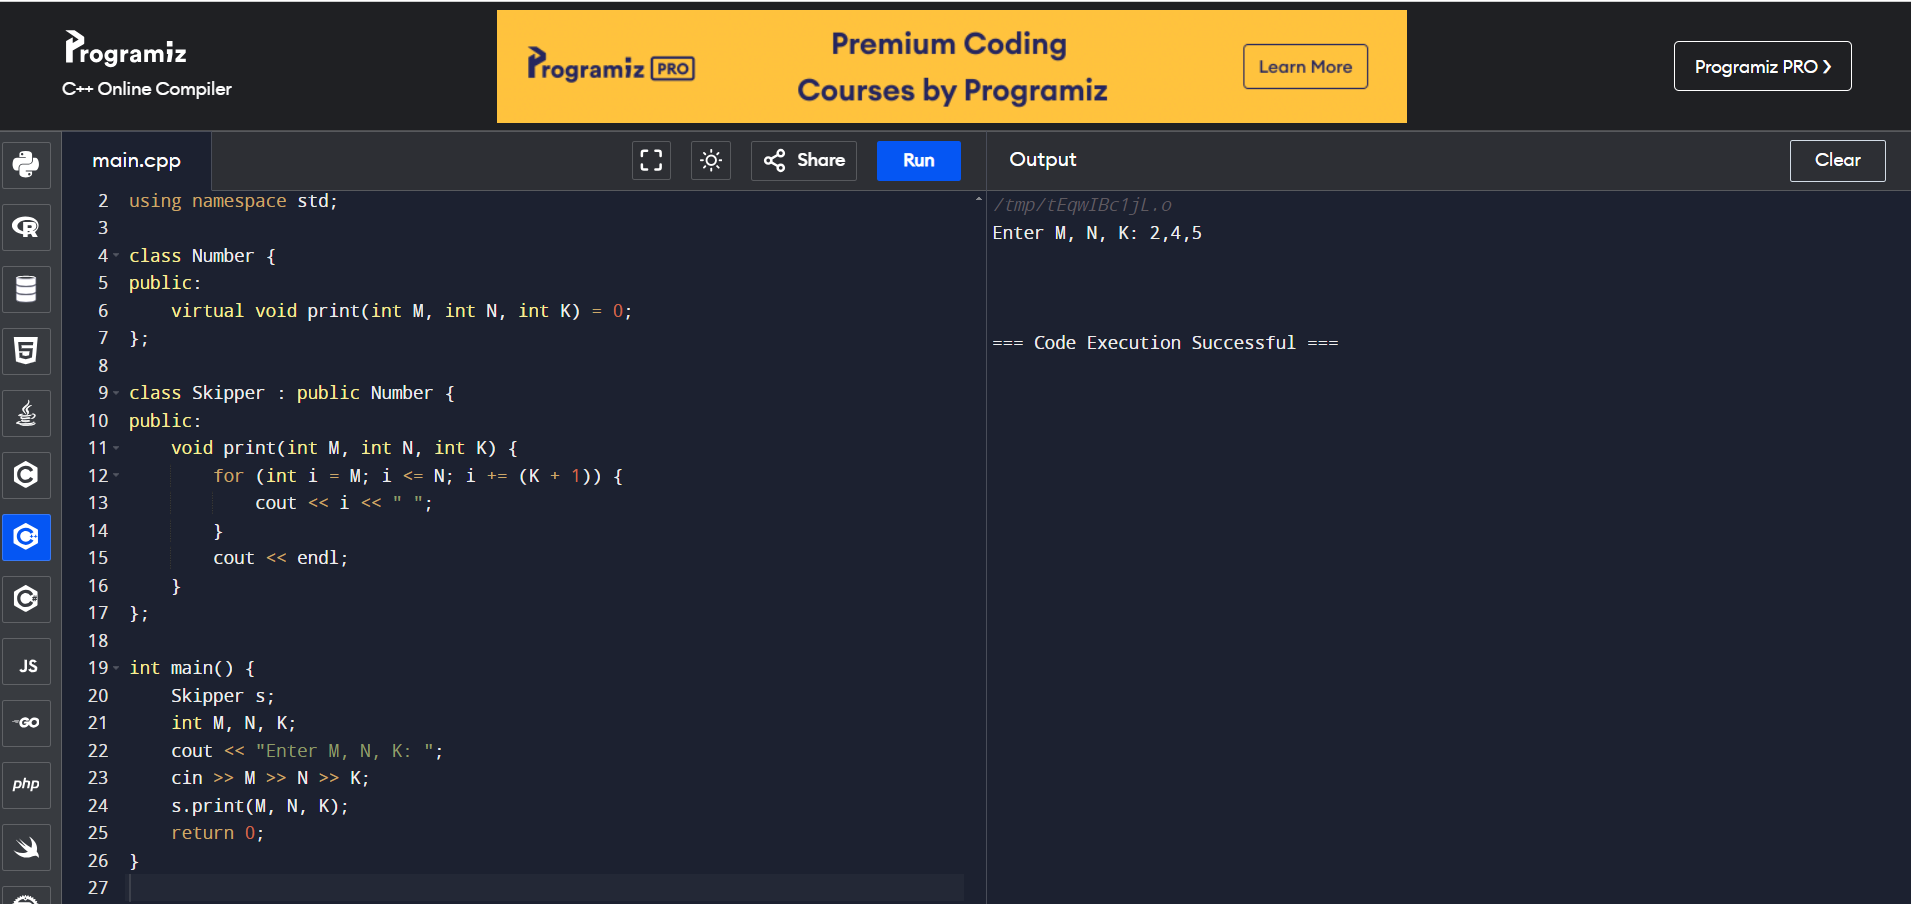 Programiz
C++ Online Compiler
Programiz PRO
Premium Coding
Courses by Programiz
Learn More
Programiz PRO ❯
main.cpp
Share
Run
Output
Clear
2 using namespace std;
3
4 class Number {
5 public:
6     virtual void print(int M, int N, int K) = 0;
7 };
8
9 class Skipper : public Number {
10 public:
11     void print(int M, int N, int K) {
12         for (int i = M; i <= N; i += (K + 1)) {
13             cout << i << " ";
14         }
15         cout << endl;
16     }
17 };
18
19 int main() {
20     Skipper s;
21     int M, N, K;
22     cout << "Enter M, N, K: ";
23     cin >> M >> N >> K;
24     s.print(M, N, K);
25     return 0;
26 }
27
/tmp/tEqwIBc1jL.o
Enter M, N, K: 2,4,5
=== Code Execution Successful ===
R
5
C
C++
C#
JS
GO
php